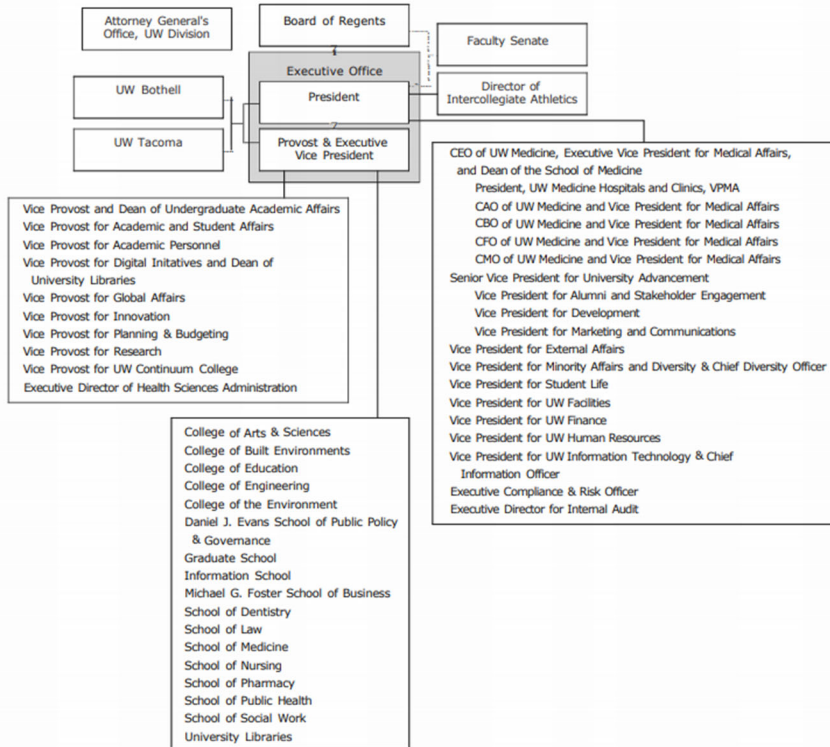 Attorney General's
Office, UW Division
Board of Regents
Faculty Senate
Executive Office
UW Bothell
President
Director of
Intercollegiate Athletics
UW Tacoma
Provost & Executive
Vice President
CEO of UW Medicine, Executive Vice President for Medical Affairs,
and Dean of the School of Medicine
President, UW Medicine Hospitals and Clinics, VPMA
CAO of UW Medicine and Vice President for Medical Affairs
CBO of UW Medicine and Vice President for Medical Affairs
CFO of UW Medicine and Vice President for Medical Affairs
CMO of UW Medicine and Vice President for Medical Affairs
Senior Vice President for University Advancement
Vice President for Alumni and Stakeholder Engagement
Vice President for Development
Vice President for Marketing and Communications
Vice President for External Affairs
Vice President for Minority Affairs and Diversity & Chief Diversity Officer
Vice President for Student Life
Vice President for UW Facilities
Vice President for UW Finance
Vice President for UW Human Resources
Vice President for UW Information Technology & Chief
Information Officer
Executive Compliance & Risk Officer
Executive Director for Internal Audit
Vice Provost and Dean of Undergraduate Academic Affairs
Vice Provost for Academic and Student Affairs
Vice Provost for Academic Personnel
Vice Provost for Digital Initatives and Dean of
University Libraries
Vice Provost for Global Affairs
Vice Provost for Innovation
Vice Provost for Planning & Budgeting
Vice Provost for Research
Vice Provost for UW Continuum College
Executive Director of Health Sciences Administration
College of Arts & Sciences
College of Built Environments
College of Education
College of Engineering
College of the Environment
Daniel J. Evans School of Public Policy
& Governance
Graduate School
Information School
Michael G. Foster School of Business
School of Dentistry
School of Law
School of Medicine
School of Nursing
School of Pharmacy
School of Public Health
School of Social Work
University Libraries